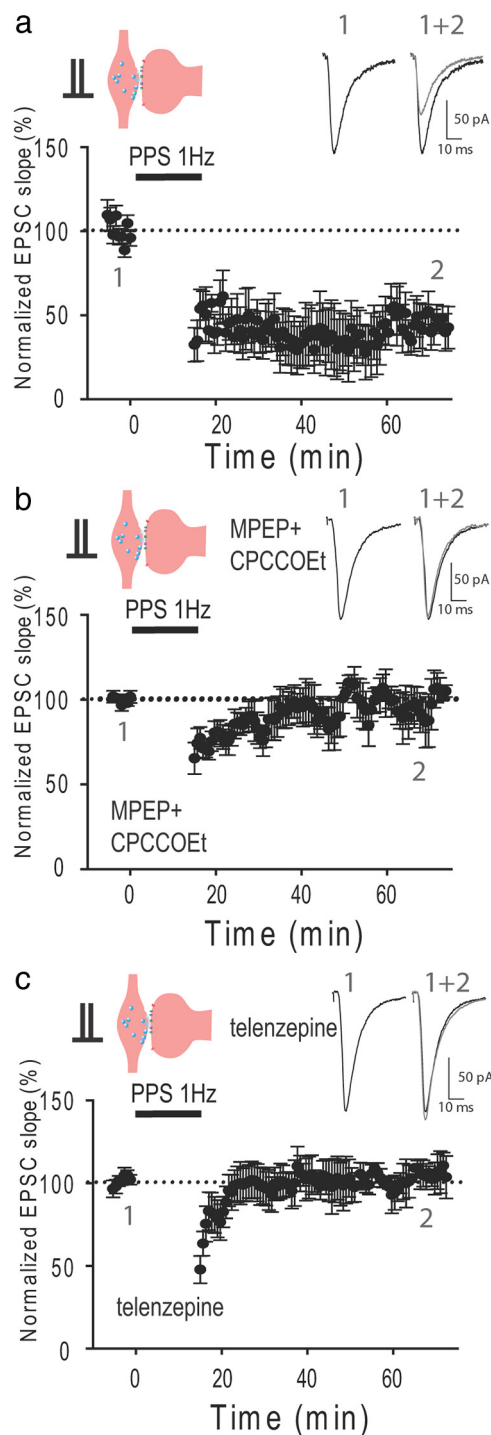 a
1 1+2
50 pA
10 ms
PPS 1Hz
Normalized EPSC slope (%)
150
100
50
0
1
2
0 20 40 60
Time (min)
b
1 1+2
MPEP+
CPCCOEt
50 pA
10 ms
PPS 1Hz
Normalized EPSC slope (%)
150
100
50
0
1
2
MPEP+
CPCCOEt
0 20 40 60
Time (min)
c
1 1+2
telenzepine
50 pA
10 ms
PPS 1Hz
Normalized EPSC slope (%)
150
100
50
0
1
2
telenzepine
0 20 40 60
Time (min)